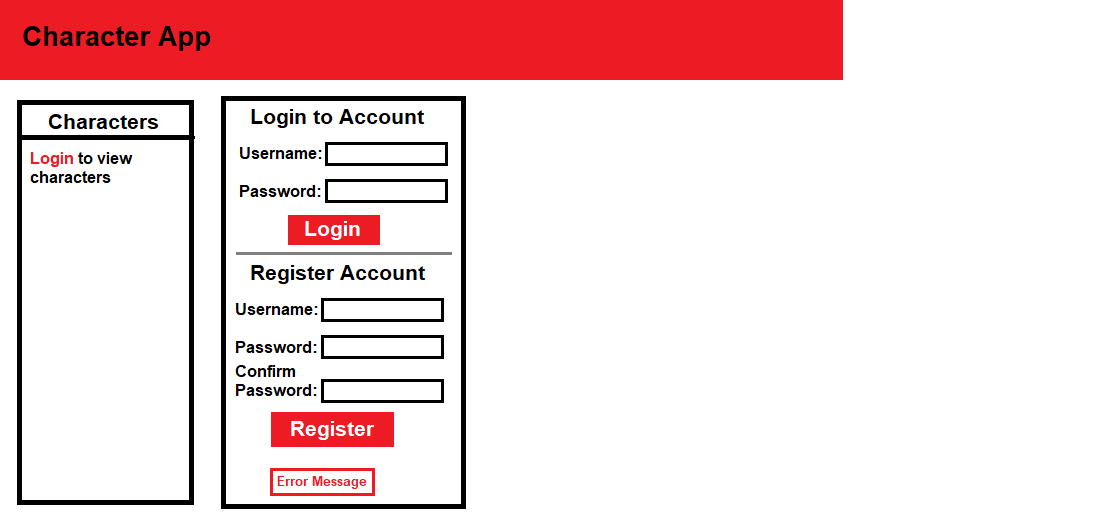 Character App
Characters
Login to view
characters
Login to Account
Username:
Password:
Login
Register Account
Username:
Password:
Confirm
Password:
Register
Error Message